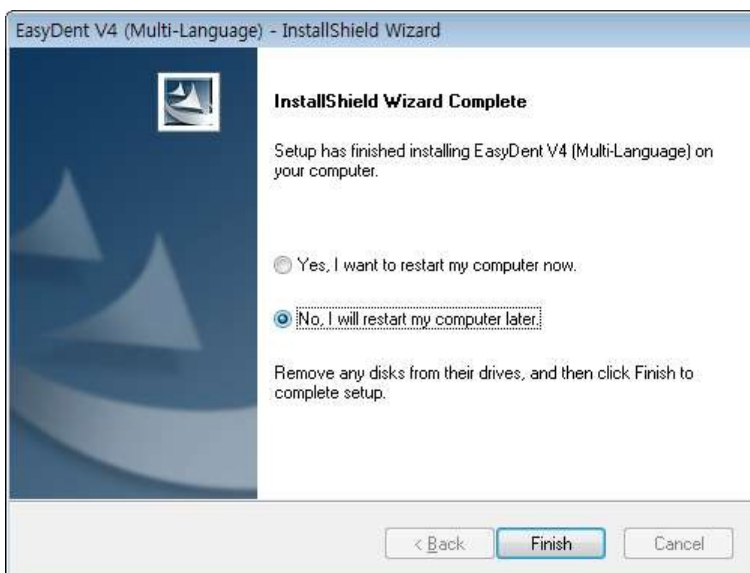 EasyDent V4 (Multi-Language) - InstallShield Wizard
InstallShield Wizard Complete
Setup has finished installing EasyDent V4 (Multi-Language) on
your computer.
Yes, I want to restart my computer now.
No, I will restart my computer later.
Remove any disks from their drives, and then click Finish to
complete setup.
< Back
Finish
Cancel